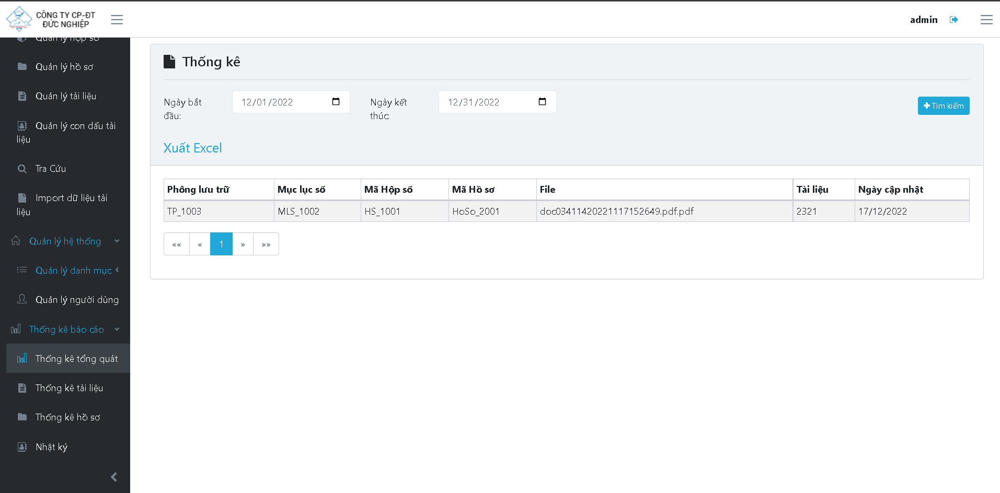 CÔNG TY CP-ĐT
ĐỨC NGHIỆP
admin
Quản lý hộp số
Quản lý hồ sơ
Quản lý tài liệu
Quản lý con dấu tài
liệu
Tra Cứu
Import dữ liệu tài
liệu
Quản lý hệ thống
Quản lý danh mục
Quản lý người dùng
Thống kê báo cáo
Thống kê tổng quát
Thống kê tài liệu
Thống kê hồ sơ
Nhật ký
Thống kê
Ngày bắt
đầu:
12/01/2022
Ngày kết
thúc:
12/31/2022
Tìm kiếm
Xuất Excel
Phông lưu trữ Mục lục số Mã Hộp số Mã Hồ sơ File Tài liệu Ngày cập nhật
TP_1003 MLS_1002 HS_1001 HoSo_2001 doc03411420221117152649.pdf.pdf 2321 17/12/2022
«« « 1 » »»